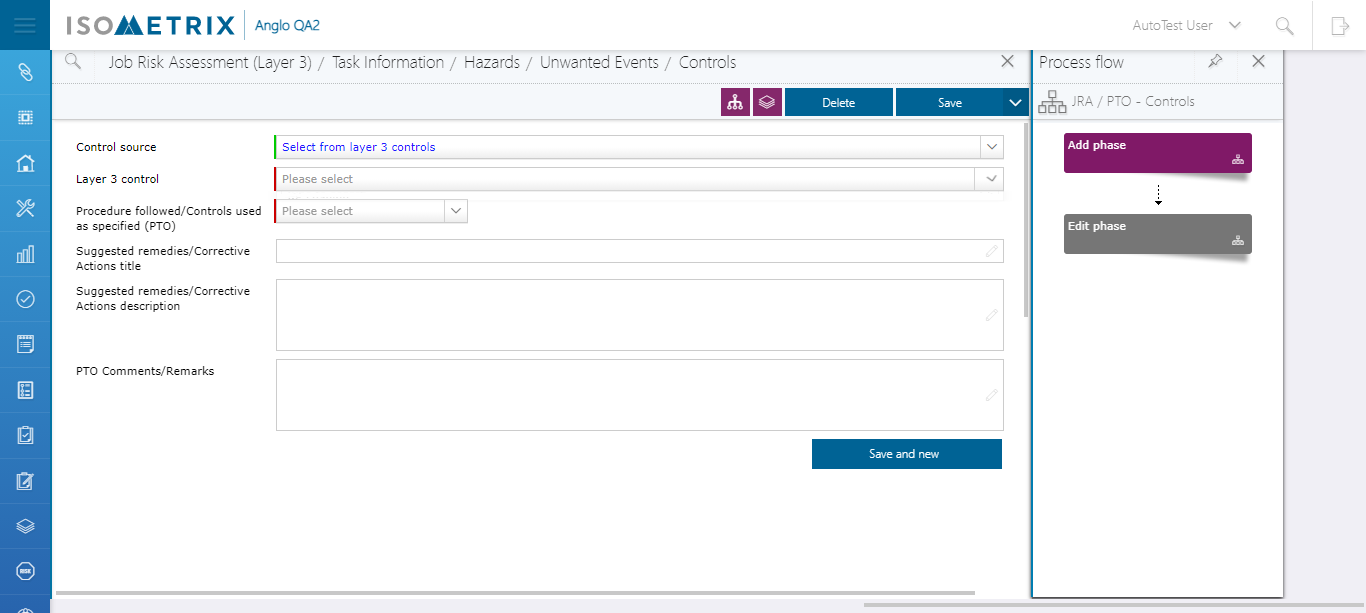 ISOMETRIX Anglo QA2 AutoTest User
Job Risk Assessment (Layer 3) / Task Information / Hazards / Unwanted Events / Controls
Process flow
Delete Save
JRA / PTO - Controls
Control source Select from layer 3 controls
Layer 3 control Please select
Procedure followed/Controls used
as specified (PTO)
Please select
Suggested remedies/Corrective
Actions title
Suggested remedies/Corrective
Actions description
PTO Comments/Remarks
Save and new
Add phase
Edit phase
RISK